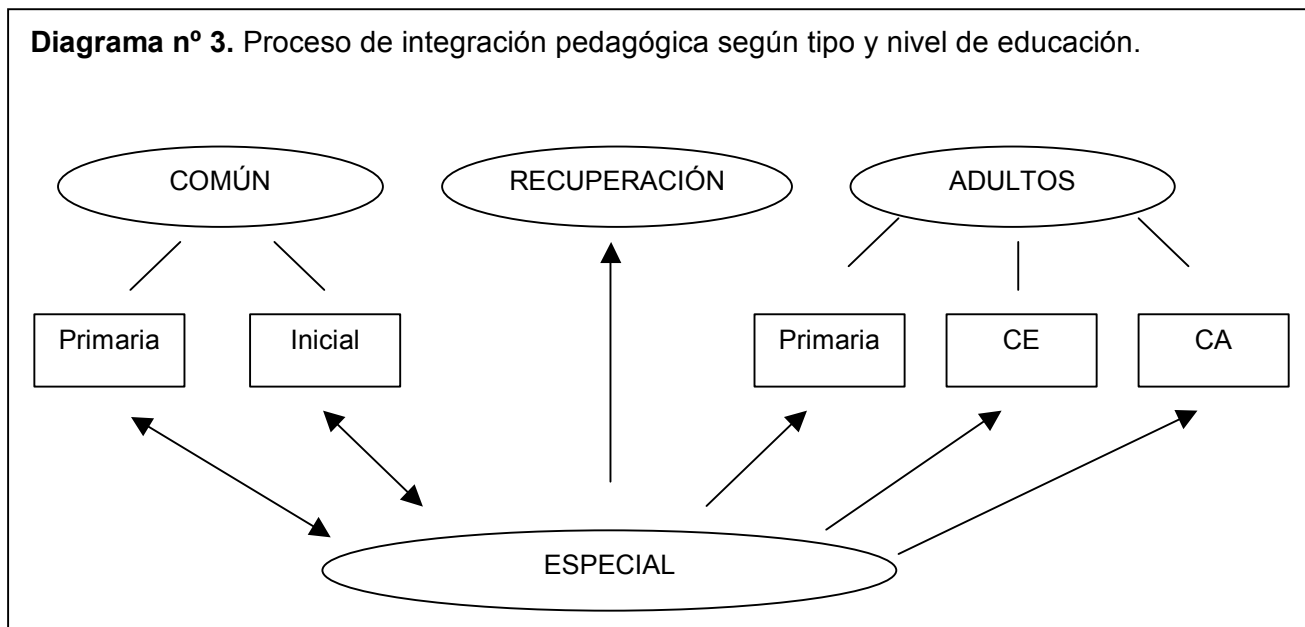 Diagrama nº 3. Proceso de integración pedagógica según tipo y nivel de educación.
COMÚN
RECUPERACIÓN
ADULTOS
Primaria
Inicial
Primaria
CE
CA
ESPECIAL